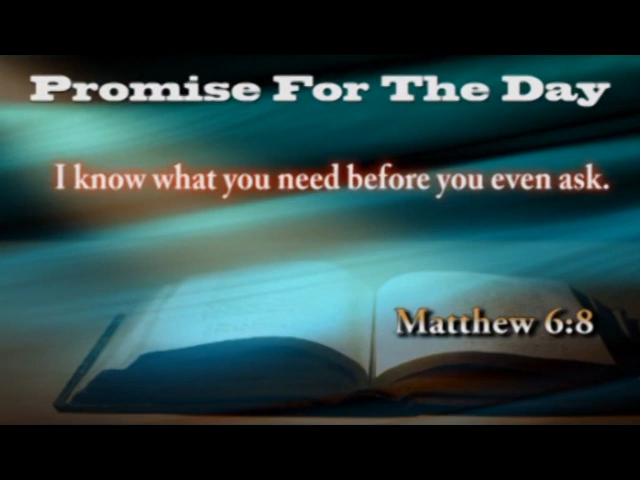 Promise For The Day
I know what you need before you even ask.
Matthew 6:8